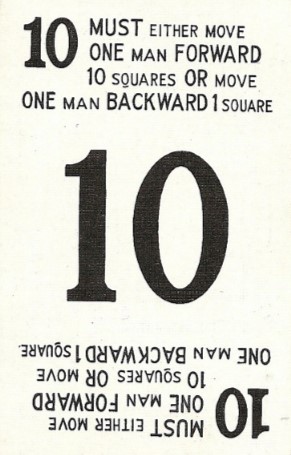 10 MUST EITHER MOVE
ONE MAN FORWARD
10 SQUARES OR MOVE
ONE MAN BACKWARD 1 SQUARE
10
10 MUST EITHER MOVE
ONE MAN FORWARD
10 SQUARES OR MOVE
ONE MAN BACKWARD 1 SQUARE.